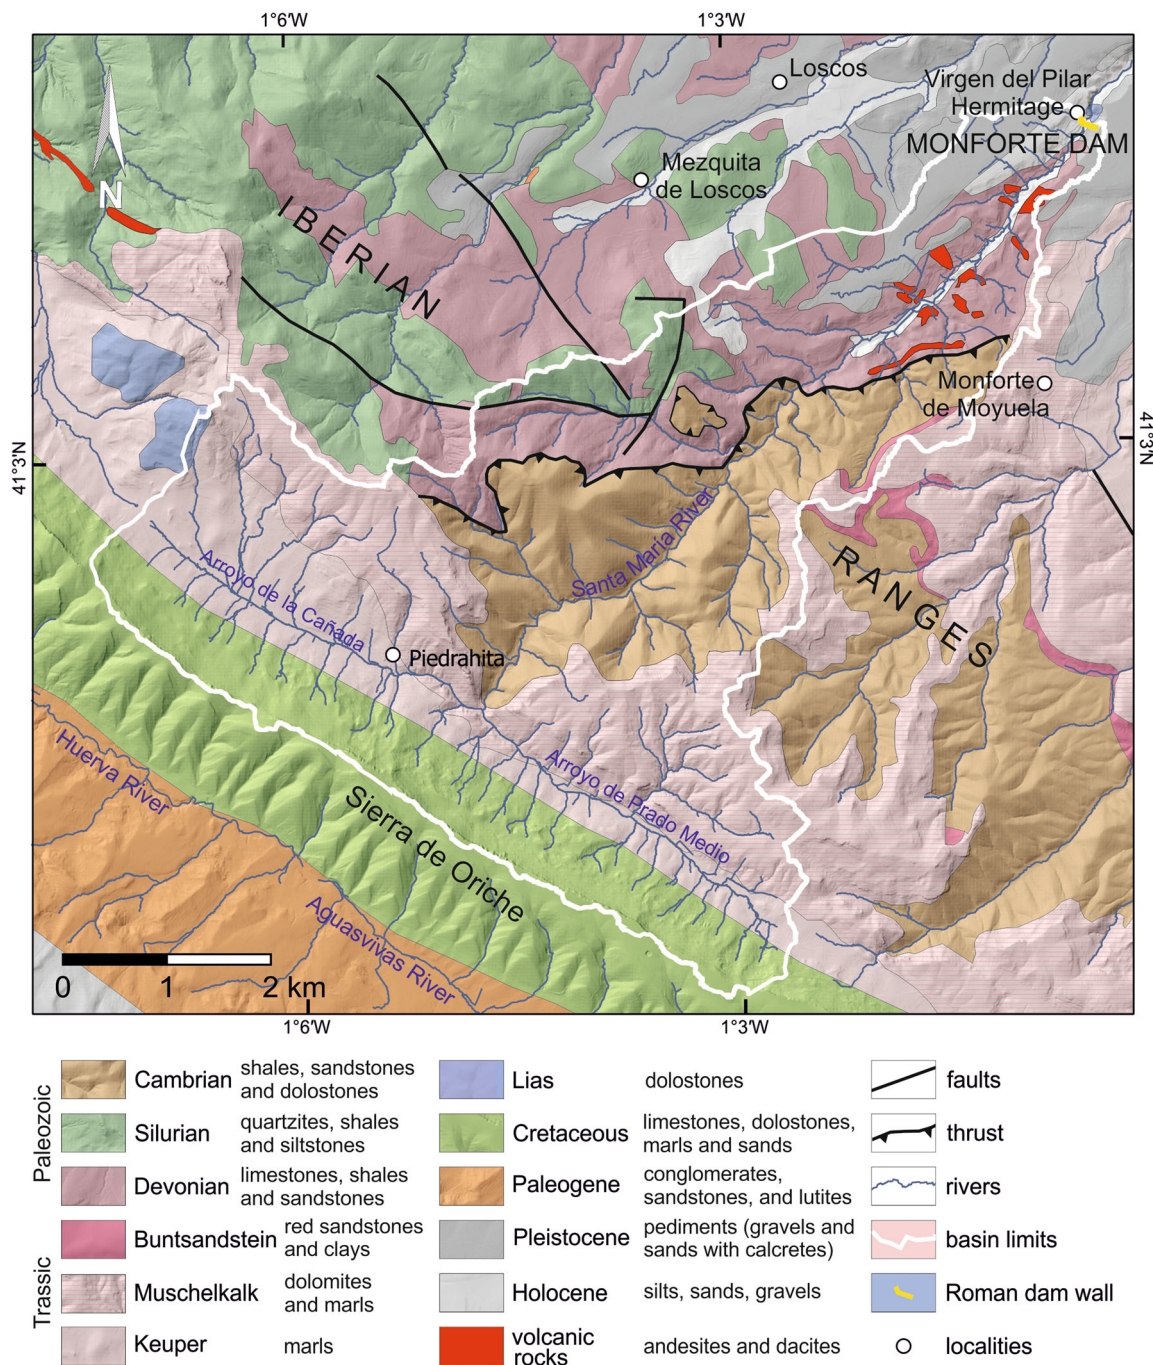 1°6'W
1°3'W
Loscos
Virgen del Pilar
Hermitage
MONFORTE DAM
Mezquita
de Loscos
N
IBERIAN
Monforte
de Moyuela
41°3'N
41°3'N
Santa María River
RANGES
Arroyo de la Cañada
Piedrahita
Arroyo de Prado Medio
Huerva River
Sierra de Oriche
Aguasvivas River
0 1 2 km
1°6'W
1°3'W
Paleozoic
Cambrian
shales, sandstones
and dolostones
Silurian
quartzites, shales
and siltstones
Devonian
limestones, shales
and sandstones
Trassic
Buntsandstein
red sandstones
and clays
Muschelkalk
dolomites
and marls
Keuper
marls
Lias
dolostones
Cretaceous
limestones, dolostones,
marls and sands
Paleogene
conglomerates,
sandstones, and lutites
Pleistocene
pediments (gravels and
sands with calcretes)
Holocene
silts, sands, gravels
volcanic
rocks
andesites and dacites
faults
thrust
rivers
basin limits
Roman dam wall
localities